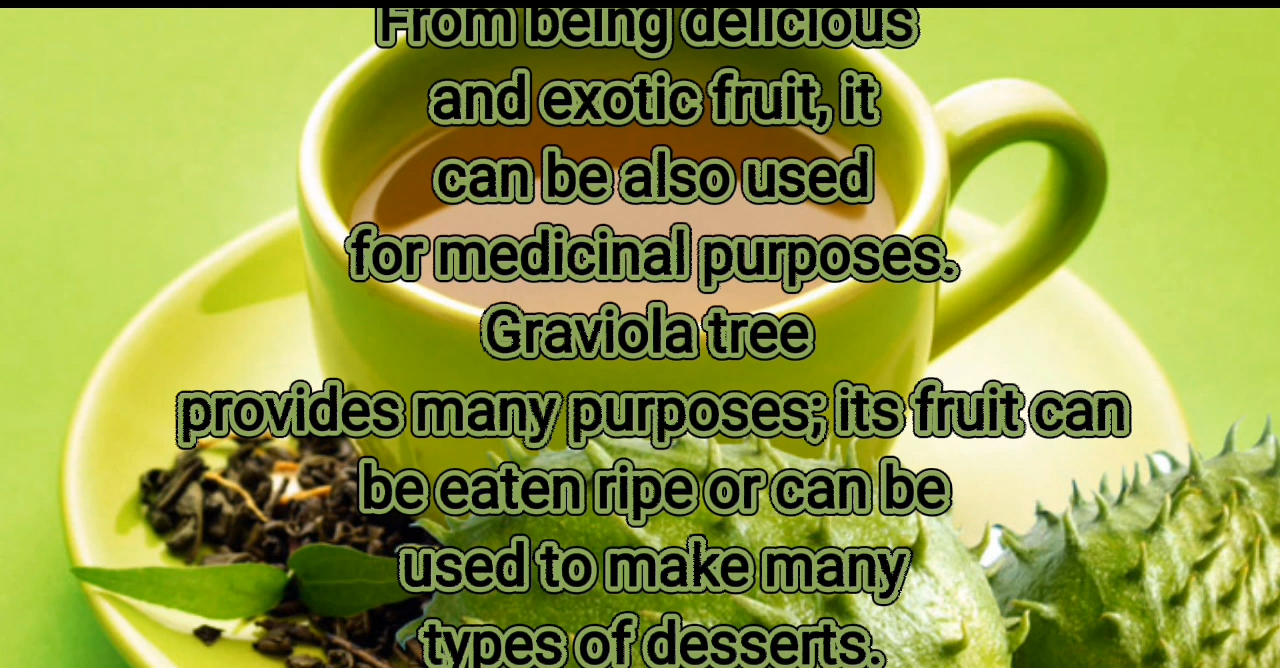 From being delicious
and exotic fruit, it
can be also used
for medicinal purposes.
Graviola tree
provides many purposes; its fruit can
be eaten ripe or can be
used to make many
types of desserts.